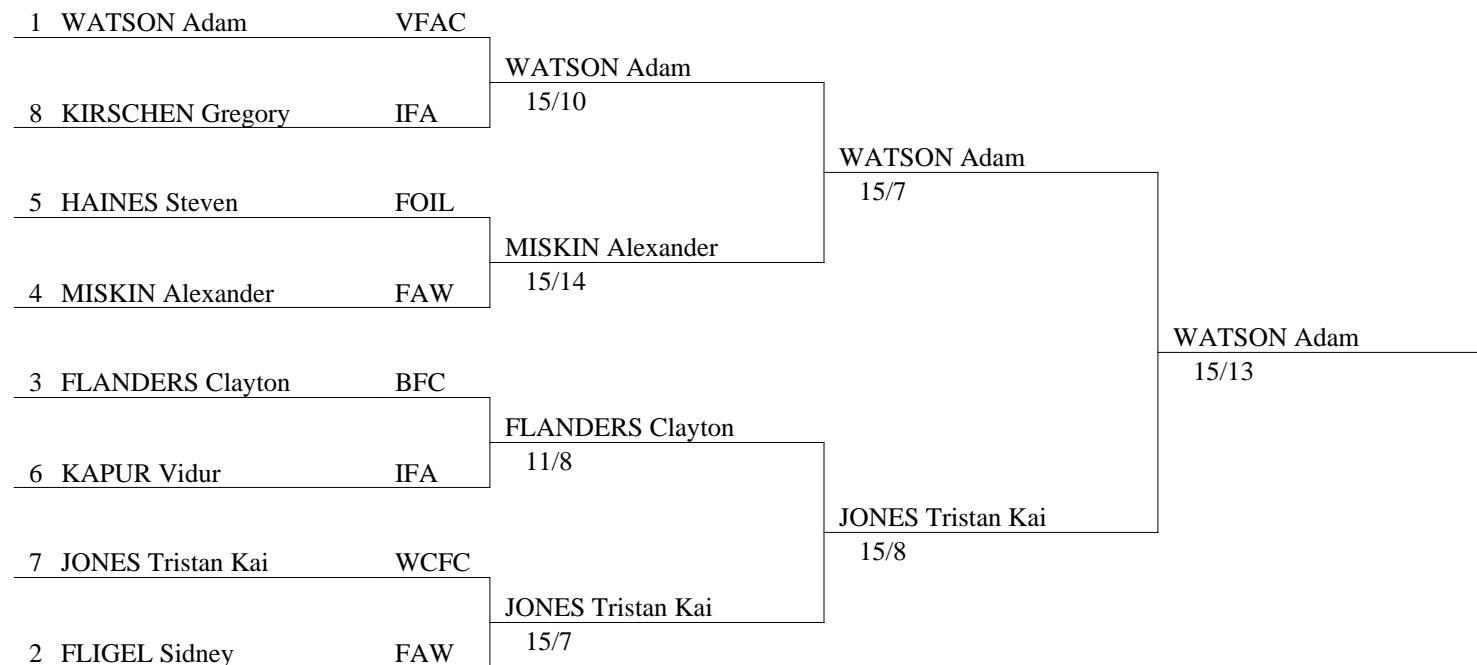 1 WATSON Adam VFAC
WATSON Adam
15/10
8 KIRSCHEN Gregory IFA
WATSON Adam
15/7
5 HAINES Steven FOIL
MISKIN Alexander
15/14
4 MISKIN Alexander FAW
WATSON Adam
15/13
3 FLANDERS Clayton BFC
FLANDERS Clayton
11/8
6 KAPUR Vidur IFA
JONES Tristan Kai
15/8
7 JONES Tristan Kai WCFC
JONES Tristan Kai
15/7
2 FLIGEL Sidney FAW